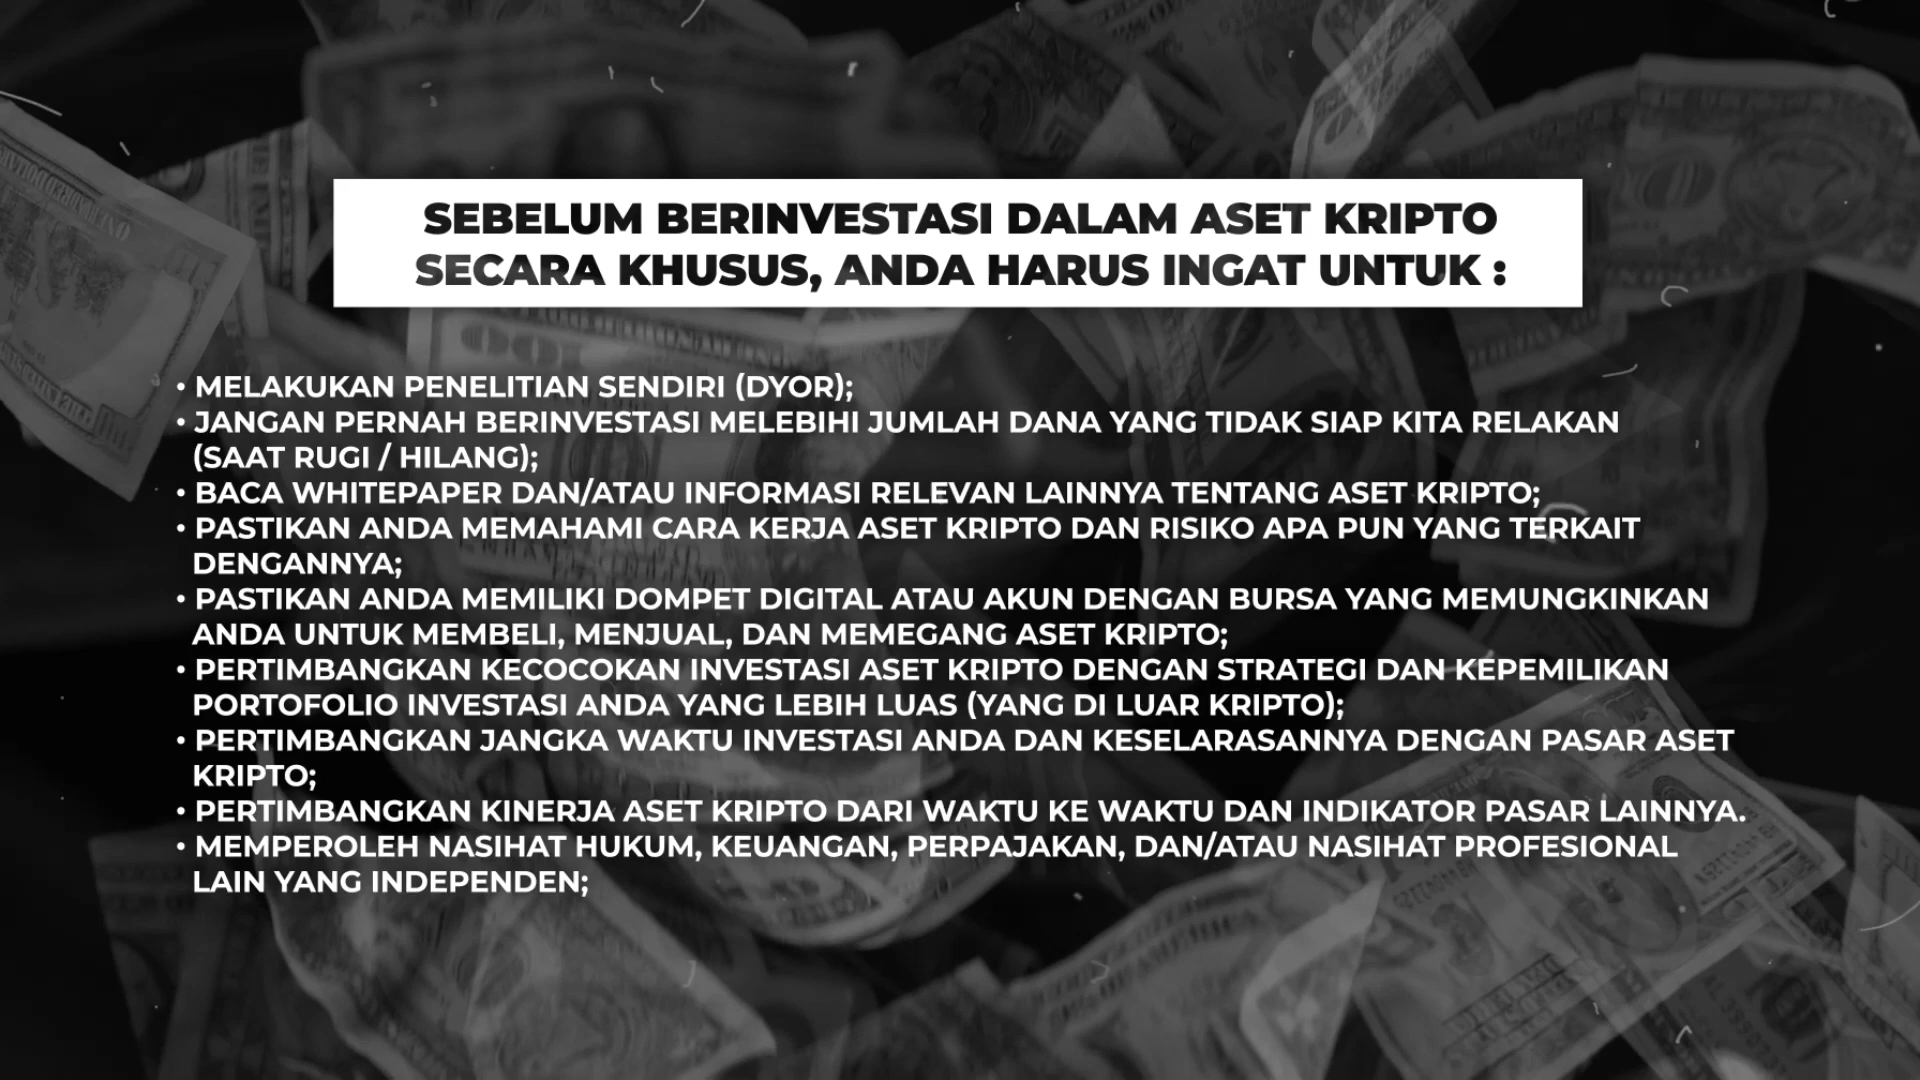 SEBELUM BERINVESTASI DALAM ASET KRIPTO
SECARA KHUSUS, ANDA HARUS INGAT UNTUK :
• MELAKUKAN PENELITIAN SENDIRI (DYOR);
• JANGAN PERNAH BERINVESTASI MELEBIHI JUMLAH DANA YANG TIDAK SIAP KITA RELAKAN
(SAAT RUGI / HILANG);
• BACA WHITEPAPER DAN/ATAU INFORMASI RELEVAN LAINNYA TENTANG ASET KRIPTO;
• PASTIKAN ANDA MEMAHAMI CARA KERJA ASET KRIPTO DAN RISIKO APA PUN YANG TERKAIT
DENGANNYA;
• PASTIKAN ANDA MEMILIKI DOMPET DIGITAL ATAU AKUN DENGAN BURSA YANG MEMUNGKINKAN
ANDA UNTUK MEMBELI, MENJUAL, DAN MEMEGANG ASET KRIPTO;
• PERTIMBANGKAN KECOCOKAN INVESTASI ASET KRIPTO DENGAN STRATEGI DAN KEPEMILIKAN
PORTOFOLIO INVESTASI ANDA YANG LEBIH LUAS (YANG DI LUAR KRIPTO);
• PERTIMBANGKAN JANGKA WAKTU INVESTASI ANDA DAN KESELARASANNYA DENGAN PASAR ASET
KRIPTO;
• PERTIMBANGKAN KINERJA ASET KRIPTO DARI WAKTU KE WAKTU DAN INDIKATOR PASAR LAINNYA.
• MEMPEROLEH NASIHAT HUKUM, KEUANGAN, PERPAJAKAN, DAN/ATAU NASIHAT PROFESIONAL
LAIN YANG INDEPENDEN;